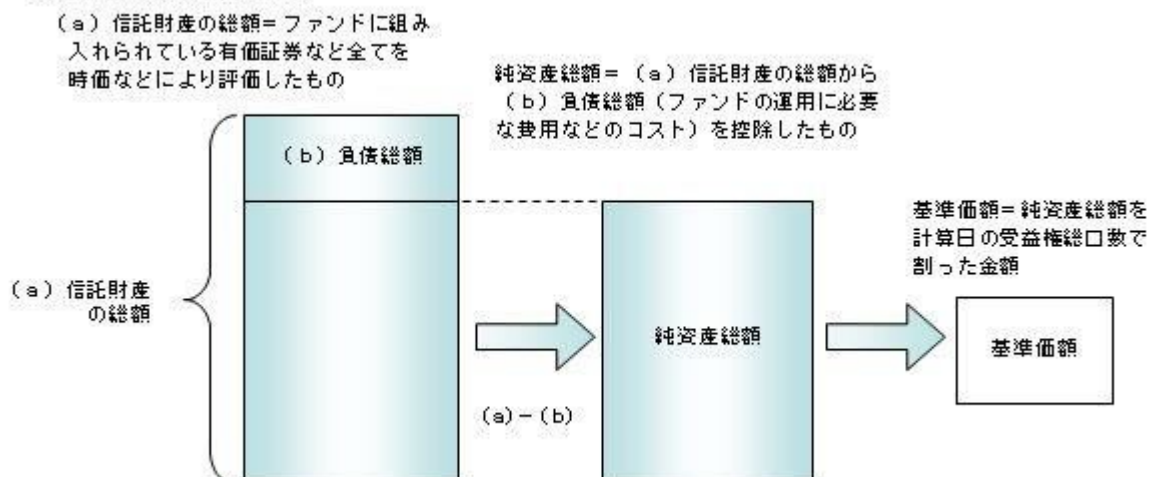 (a)信託財産の総額=ファンドに組み
入れられている有価証券など全てを
時価などにより評価したもの
純資産総額=(a)信託財産の総額から
(b)負債総額(ファンドの運用に必要
な費用などのコスト)を控除したもの
(b)負債総額
基準価額=純資産総額を
計算日の受益権総口数で
割った金額
(a)信託財産
の総額
純資産総額
基準価額
(a)-(b)